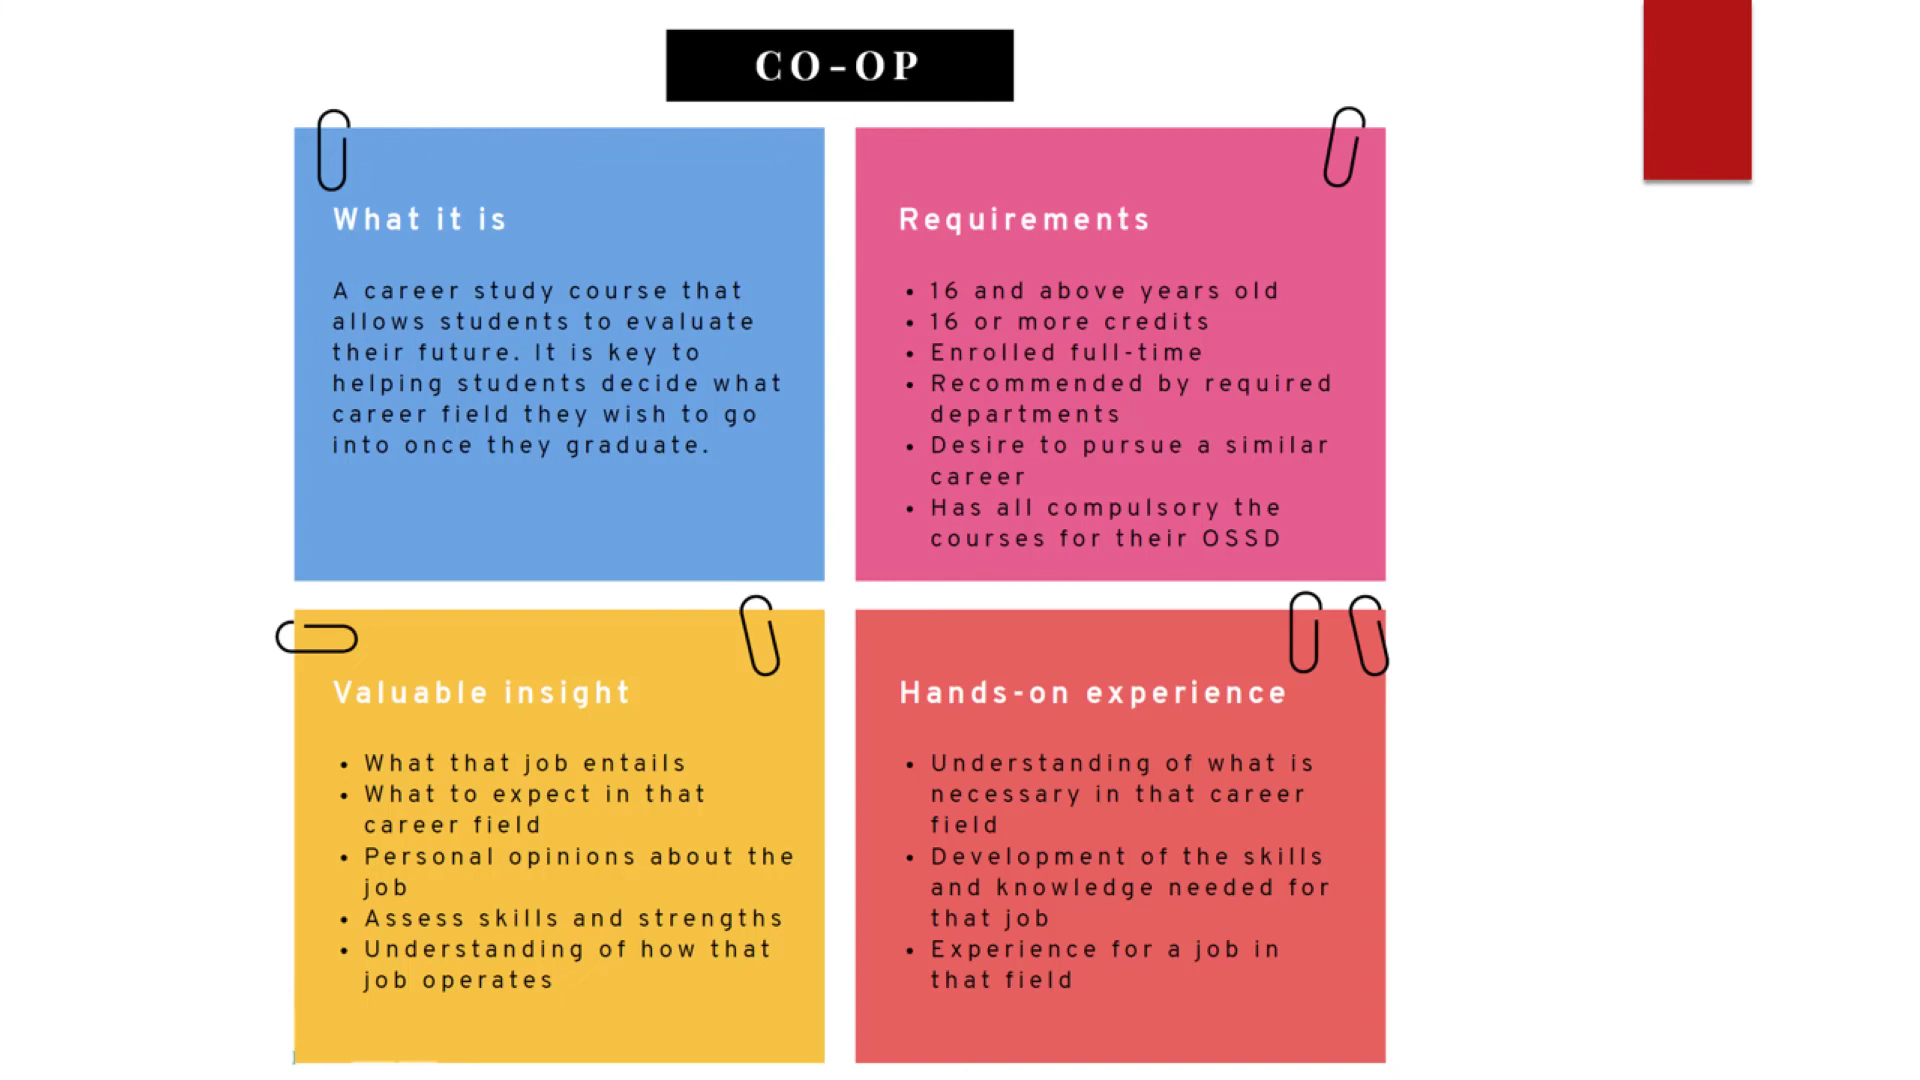 CO-OP
What it is
A career study course that
allows students to evaluate
their future. It is key to
helping students decide what
career field they wish to go
into once they graduate.
Requirements
• 16 and above years old
• 16 or more credits
• Enrolled full-time
• Recommended by required
departments
• Desire to pursue a similar
career
• Has all compulsory the
courses for their OSSD
Valuable insight
• What that job entails
• What to expect in that
career field
• Personal opinions about the
job
• Assess skills and strengths
• Understanding of how that
job operates
Hands-on experience
• Understanding of what is
necessary in that career
field
• Development of the skills
and knowledge needed for
that job
• Experience for a job in
that field